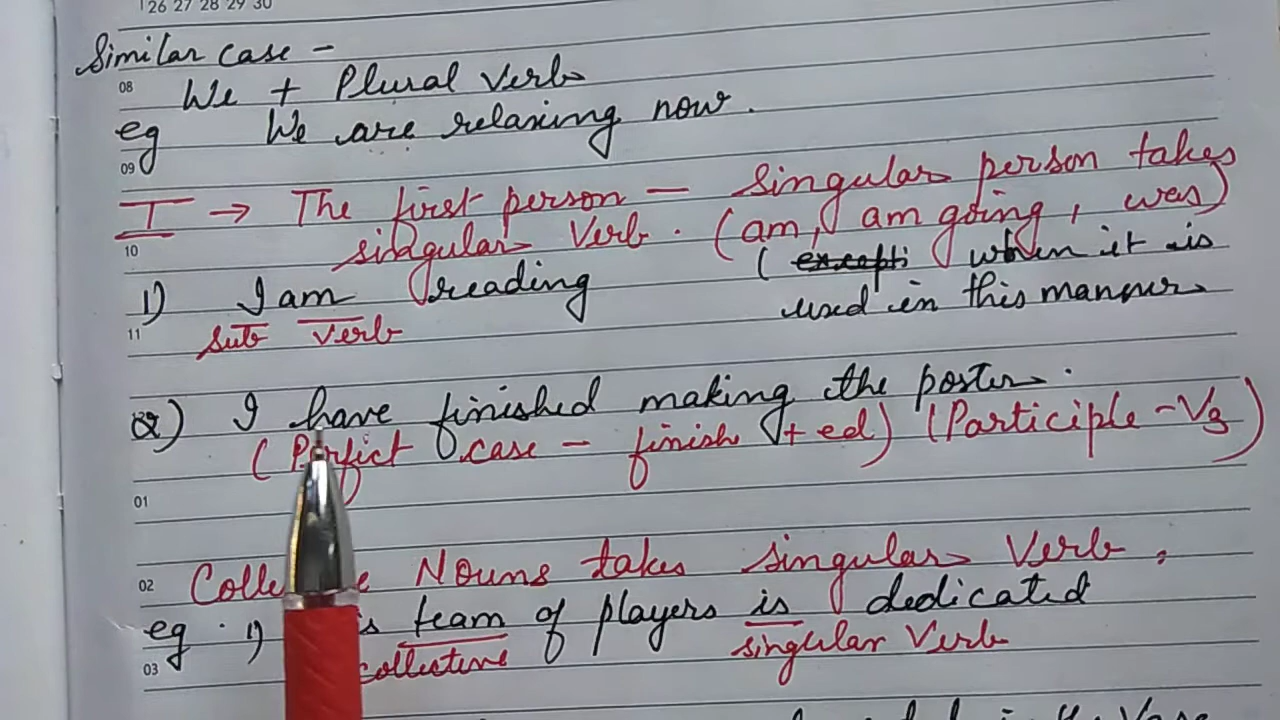 26 27 28 29 30
Similar case -
08 We + Plural Verb
eg We are relaxing now.
09
I → The first person - singular person takes
10 singular Verb. (am, am going, was)
( except when it is
1) I am reading
used in this manner
11 Sub Verb
2) I have finished making the poster.
(Perfect case - finish + ed) (Participle - V3)
01
02 Colle Nouns takes singular Verb,
eg. 1) is team of players is dedicated
03 collective singular Verb